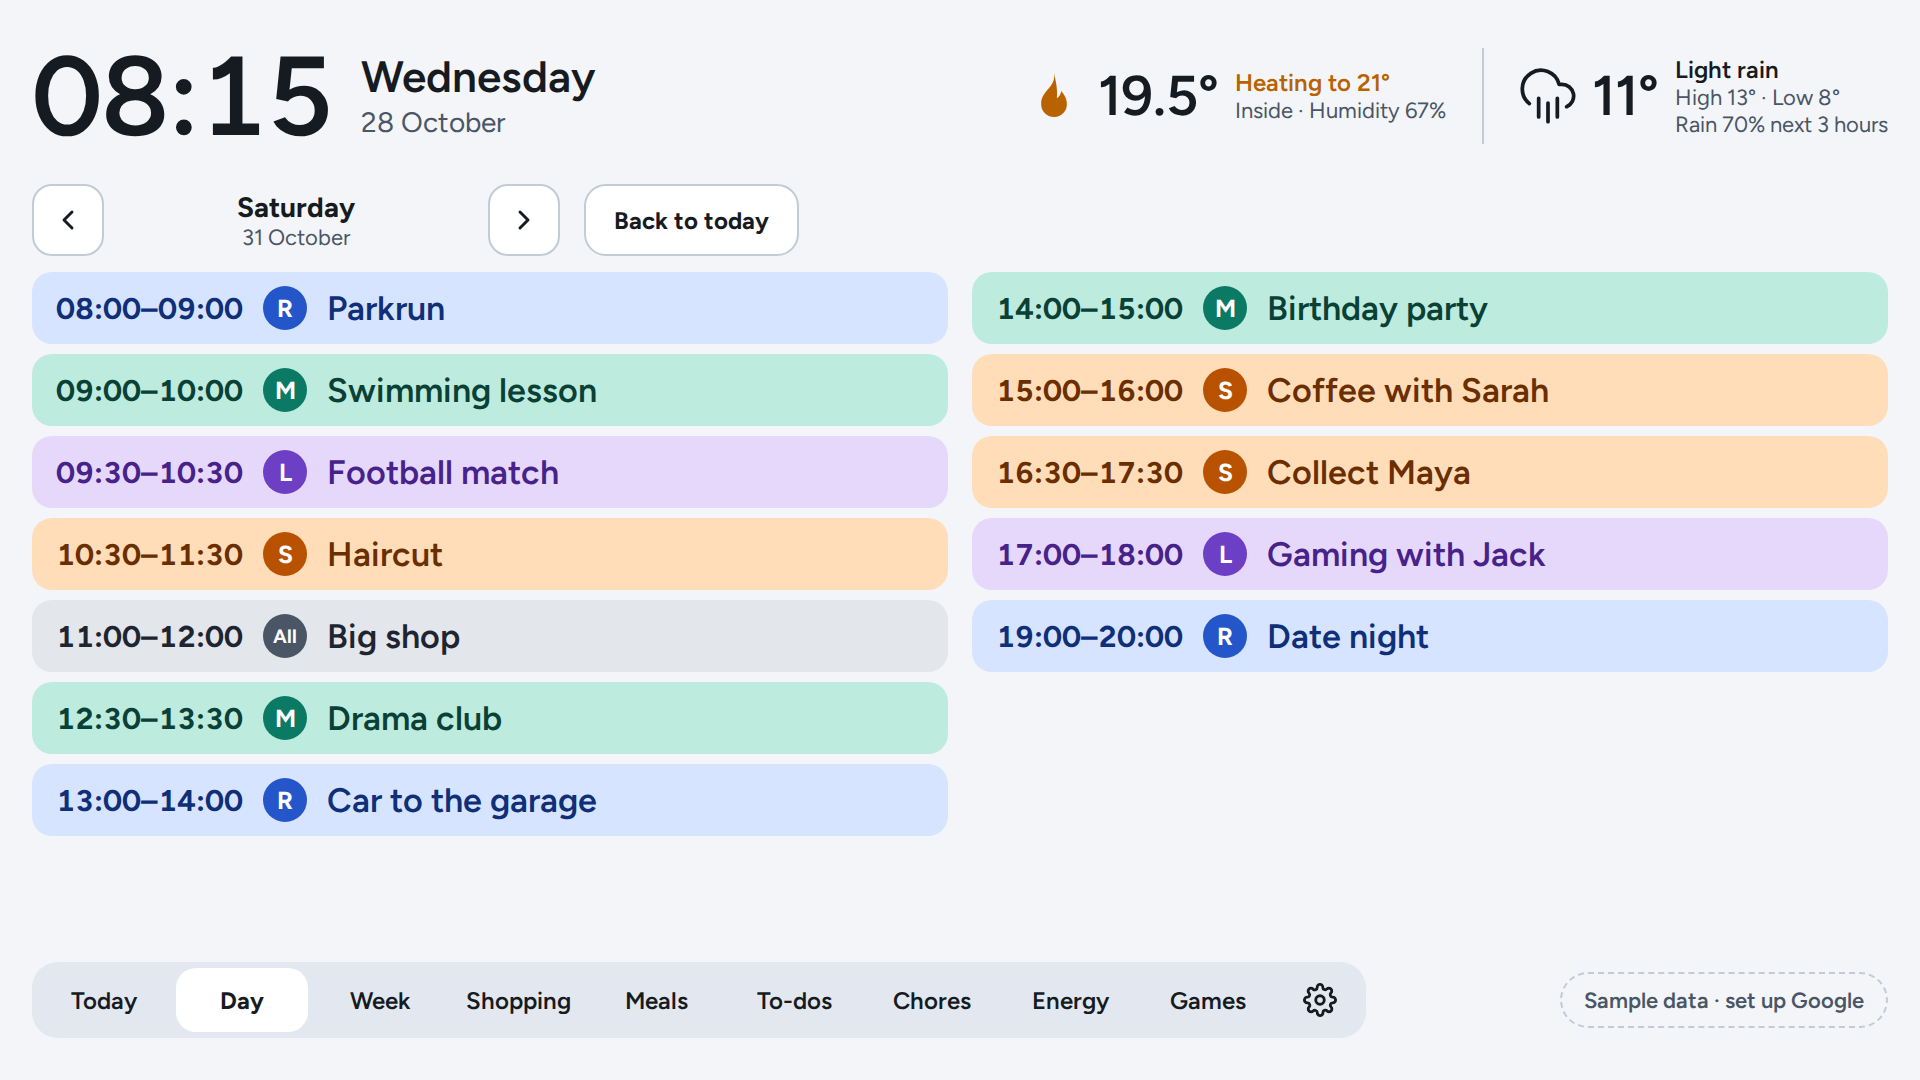 08:15
Wednesday
28 October
19.5°
Heating to 21°
Inside · Humidity 67%
11°
Light rain
High 13° · Low 8°
Rain 70% next 3 hours
Saturday
31 October
Back to today
08:00–09:00 R Parkrun
09:00–10:00 M Swimming lesson
09:30–10:30 L Football match
10:30–11:30 S Haircut
11:00–12:00 All Big shop
12:30–13:30 M Drama club
13:00–14:00 R Car to the garage
14:00–15:00 M Birthday party
15:00–16:00 S Coffee with Sarah
16:30–17:30 S Collect Maya
17:00–18:00 L Gaming with Jack
19:00–20:00 R Date night
Today Day Week Shopping Meals To-dos Chores Energy Games
Sample data · set up Google